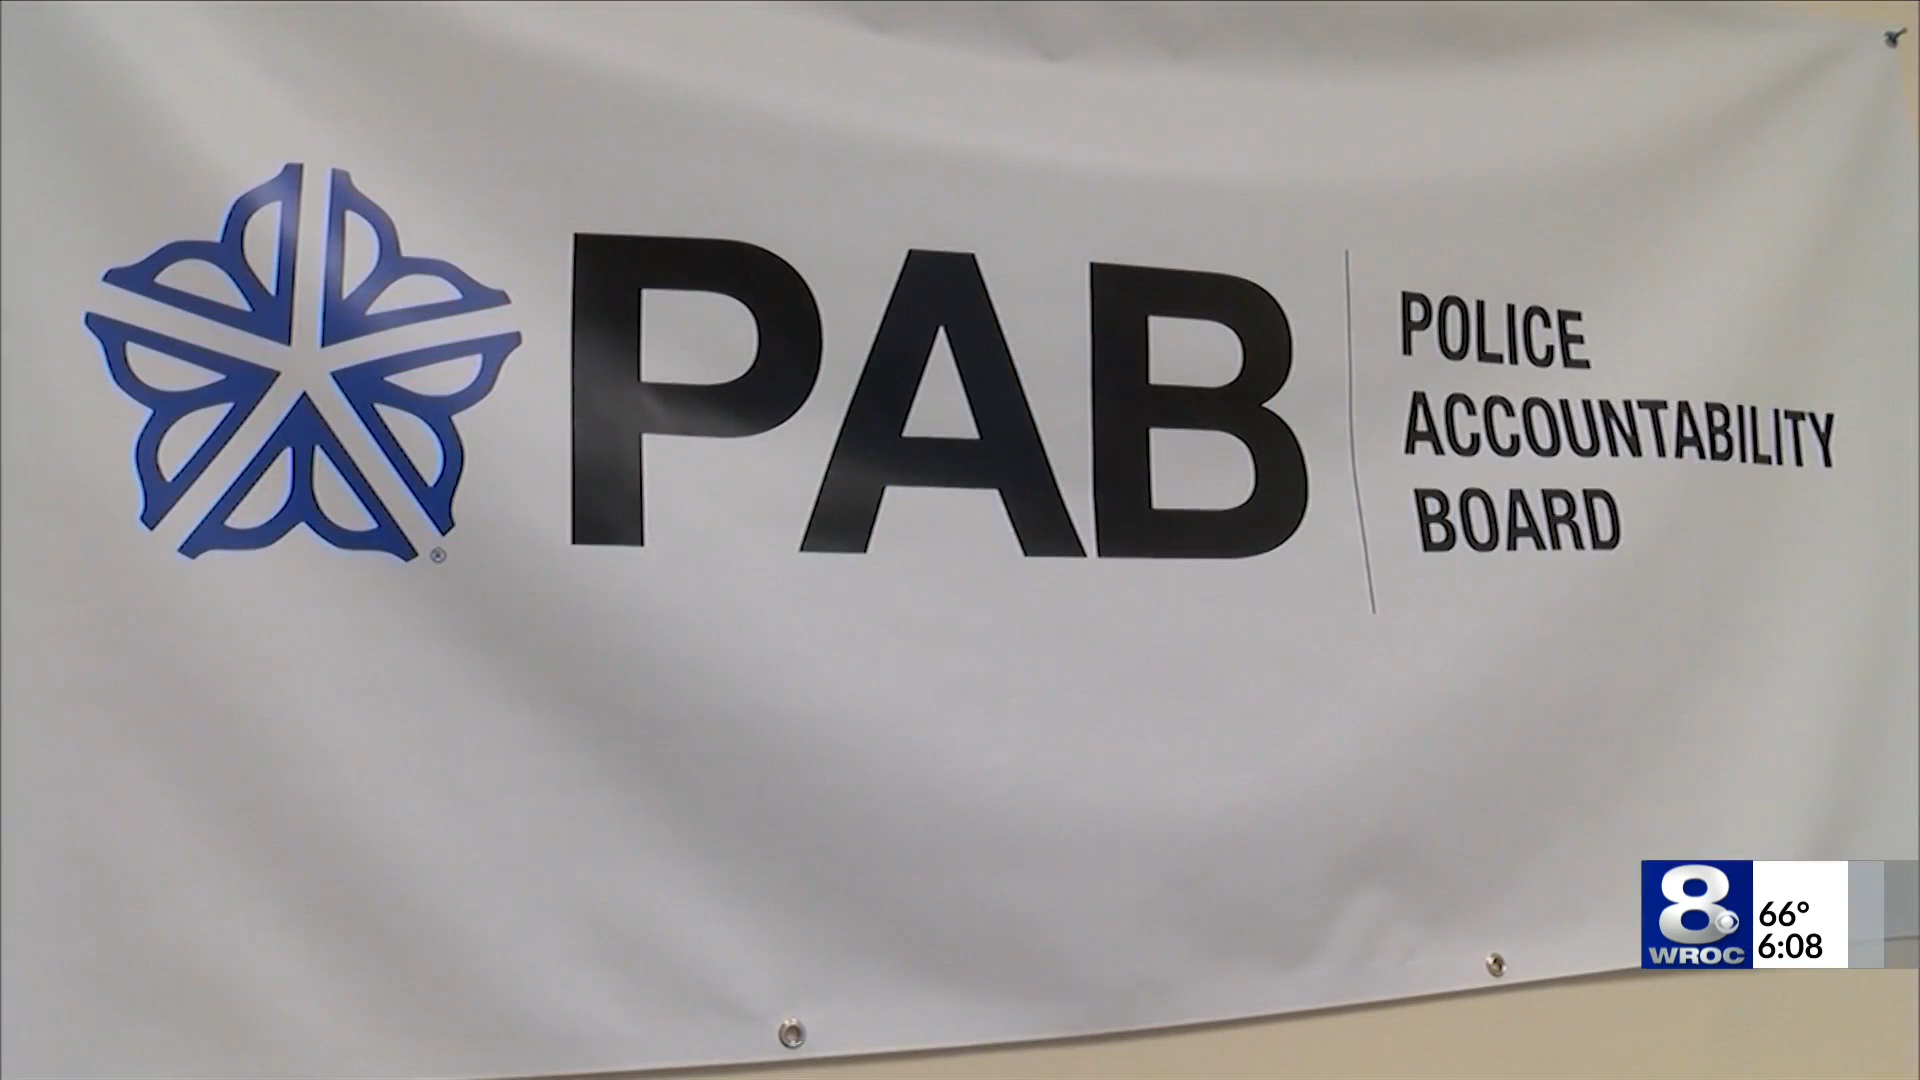 PAB
POLICE
ACCOUNTABILITY
BOARD
®
8
WROC
66°
6:08